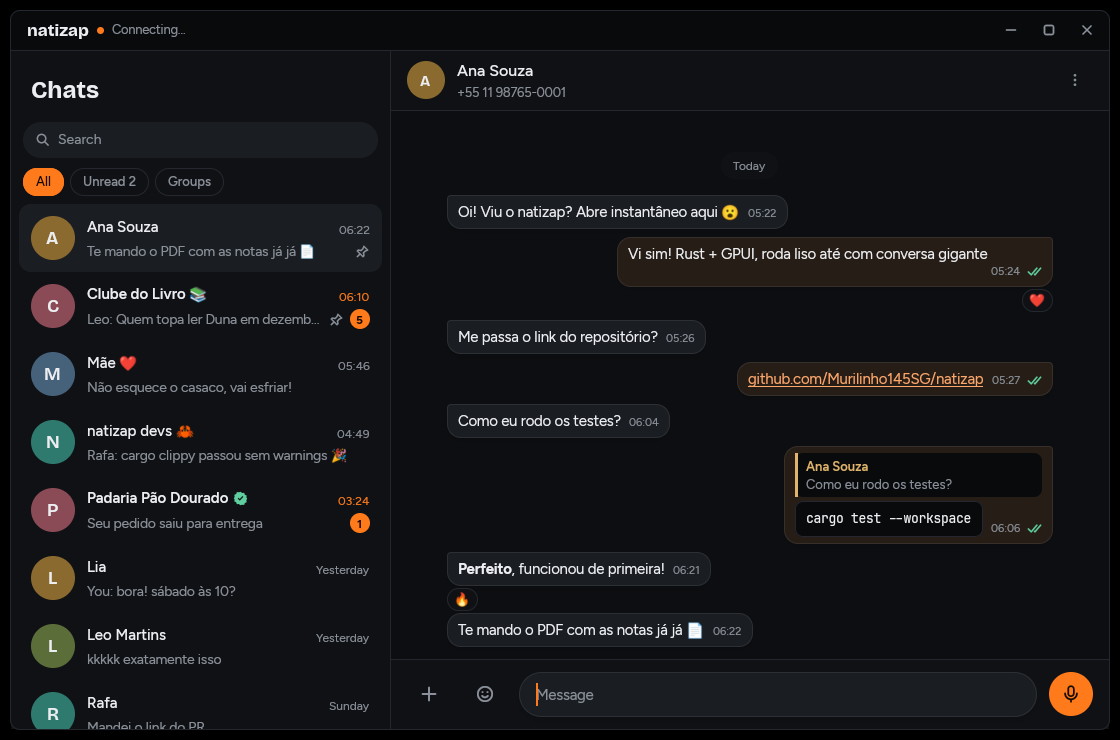 natizap Connecting...
Chats
Search
All Unread 2 Groups
A Ana Souza 06:22
Te mando o PDF com as notas já já 📄
C Clube do Livro 📚 06:10
Leo: Quem topa ler Duna em dezemb... 5
M Mãe ❤️ 05:46
Não esquece o casaco, vai esfriar!
N natizap devs 🦀 04:49
Rafa: cargo clippy passou sem warnings 🎉
P Padaria Pão Dourado 03:24
Seu pedido saiu para entrega 1
L Lia Yesterday
You: bora! sábado às 10?
L Leo Martins Yesterday
kkkkk exatamente isso
R Rafa Sunday
Mandei o link do PR
A Ana Souza
+55 11 98765-0001
Today
Oi! Viu o natizap? Abre instantâneo aqui 😮 05:22
Vi sim! Rust + GPUI, roda liso até com conversa gigante
05:24
❤️
Me passa o link do repositório? 05:26
github.com/Murilinho145SG/natizap 05:27
Como eu rodo os testes? 06:04
Ana Souza
Como eu rodo os testes?
cargo test --workspace 06:06
Perfeito, funcionou de primeira! 06:21
🔥
Te mando o PDF com as notas já já 📄 06:22
Message